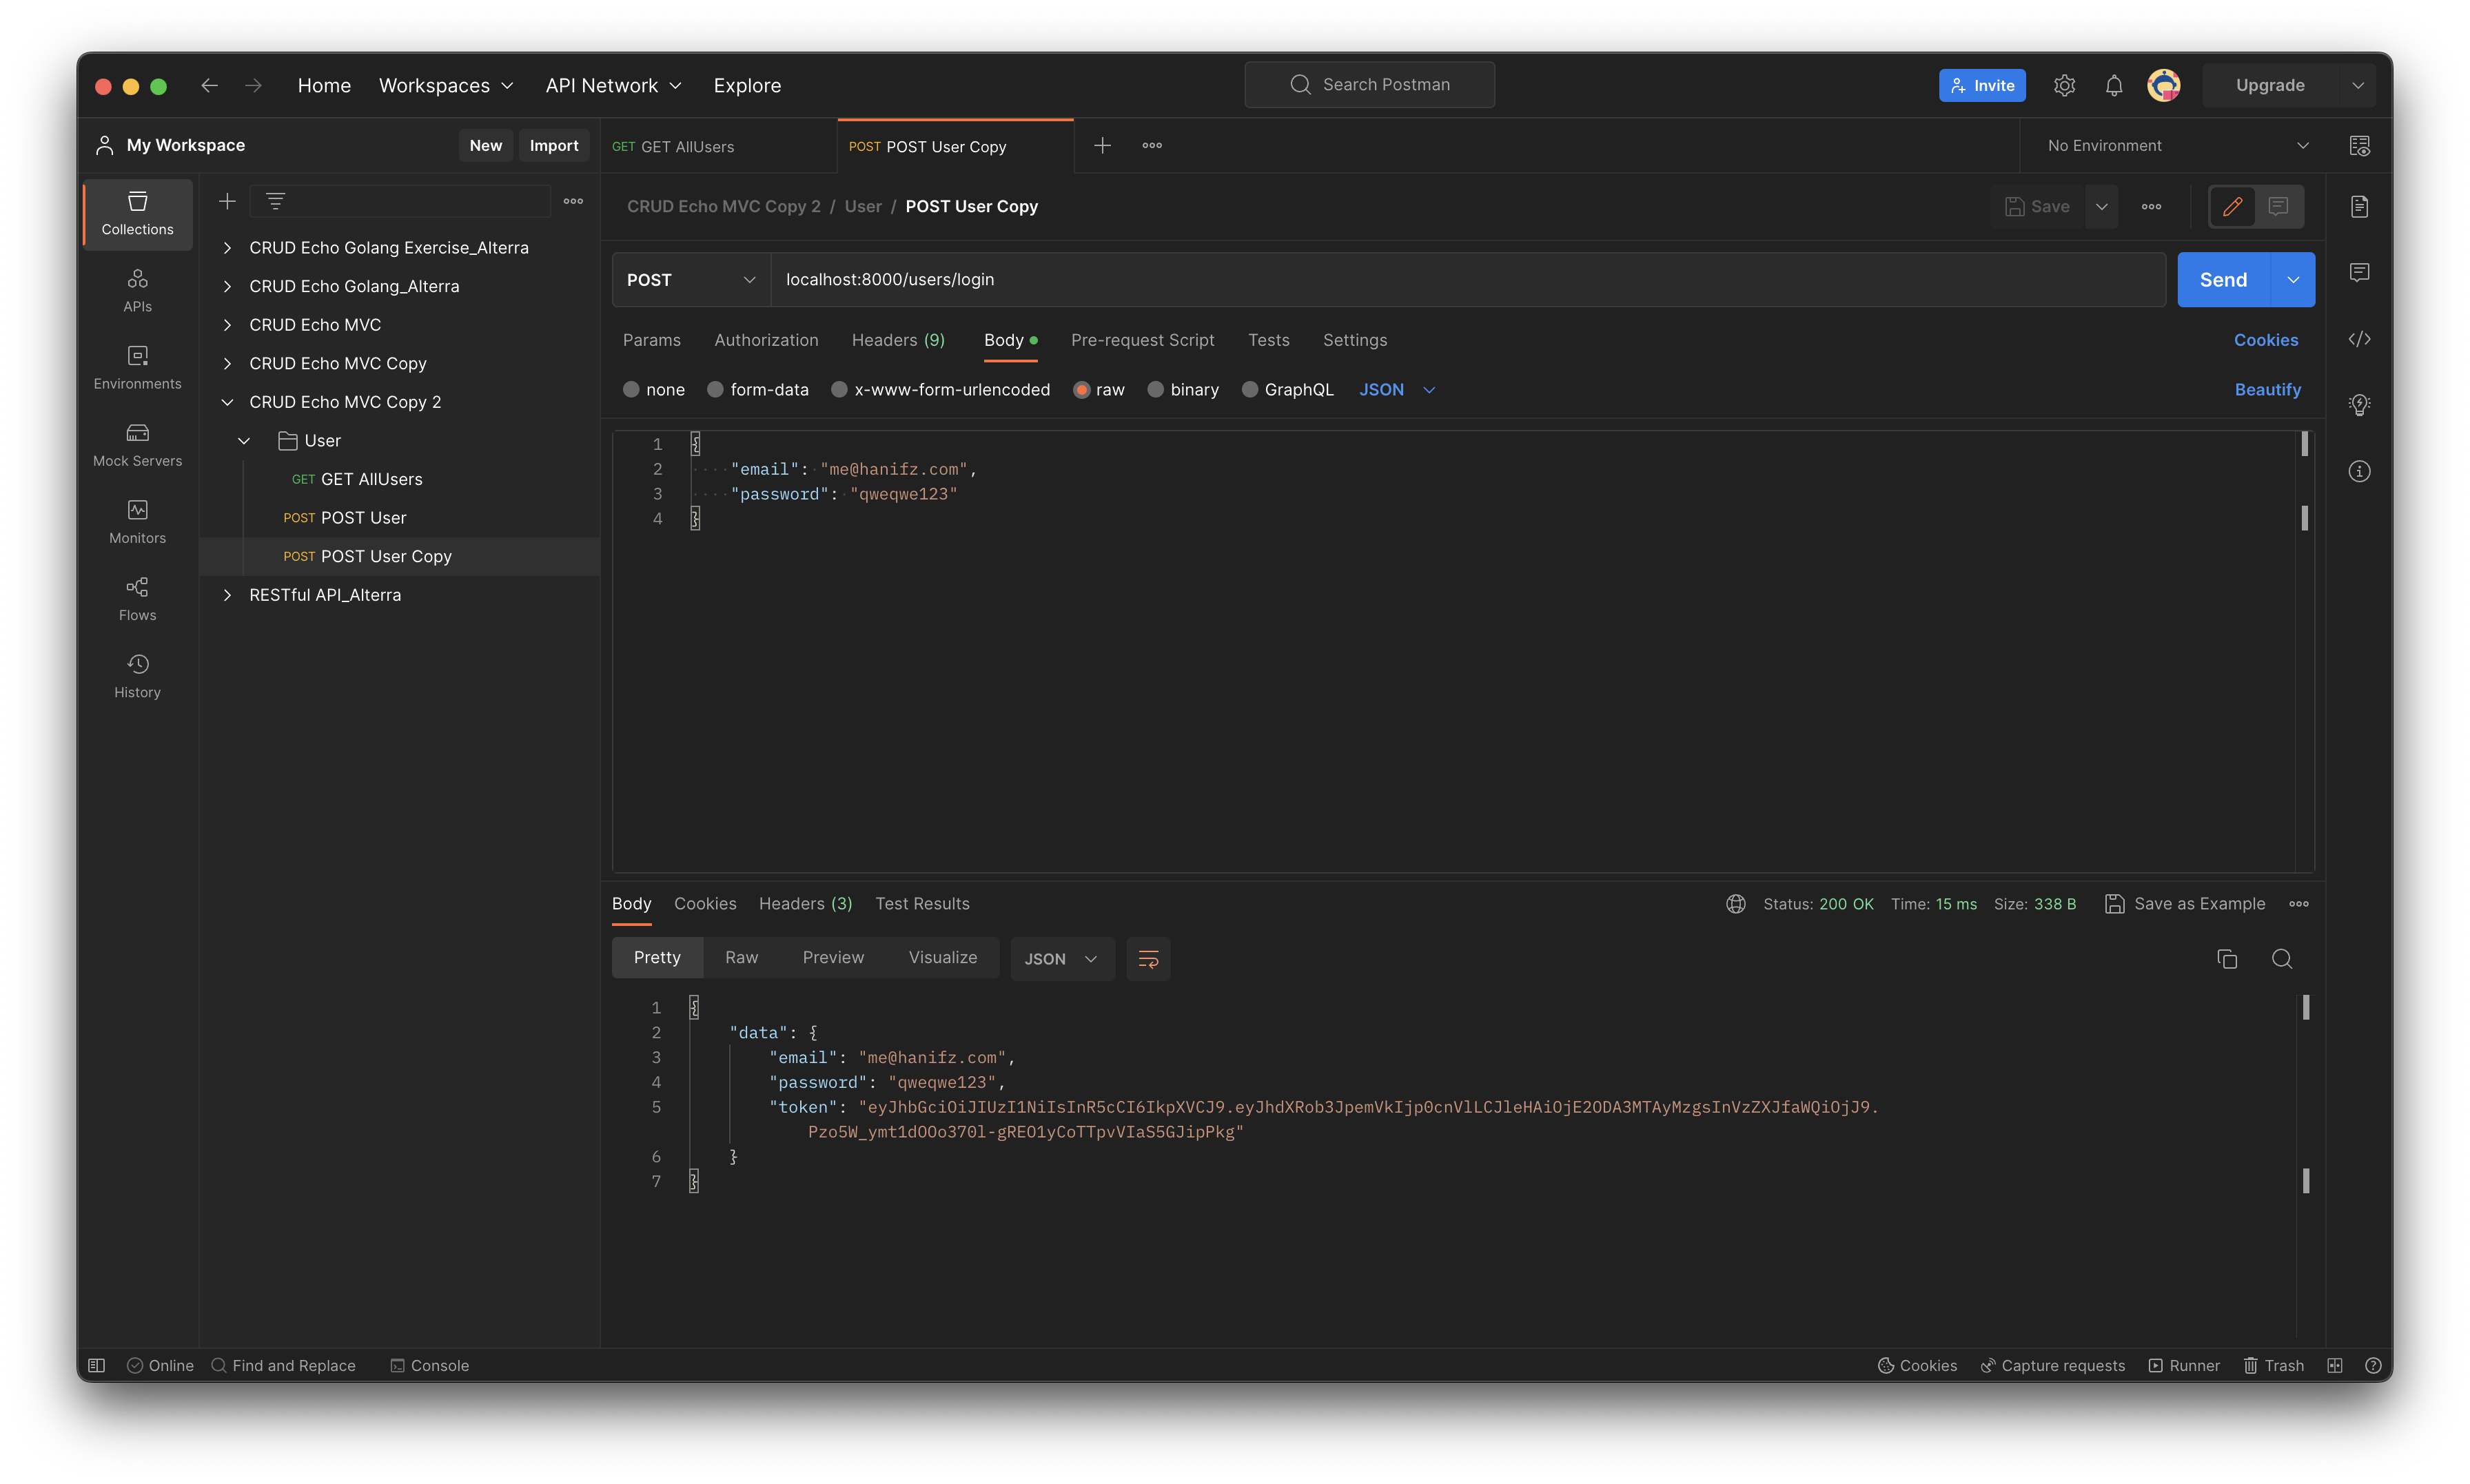 Home Workspaces API Network Explore Search Postman Invite Upgrade
My Workspace New Import GET GET AllUsers POST POST User Copy No Environment
Collections
APIs
Environments
Mock Servers
Monitors
Flows
History
CRUD Echo Golang Exercise_Alterra
CRUD Echo Golang_Alterra
CRUD Echo MVC
CRUD Echo MVC Copy
CRUD Echo MVC Copy 2
User
GET GET AllUsers
POST POST User
POST POST User Copy
RESTful API_Alterra
CRUD Echo MVC Copy 2 / User / POST User Copy Save
POST localhost:8000/users/login Send
Params Authorization Headers (9) Body Pre-request Script Tests Settings Cookies
none form-data x-www-form-urlencoded raw binary GraphQL JSON Beautify
1 {
2 "email": "me@hanifz.com",
3 "password": "qweqwe123"
4 }
Body Cookies Headers (3) Test Results Status: 200 OK Time: 15 ms Size: 338 B Save as Example
Pretty Raw Preview Visualize JSON
1 {
2 "data": {
3 "email": "me@hanifz.com",
4 "password": "qweqwe123",
5 "token": "eyJhbGciOiJIUzI1NiIsInR5cCI6IkpXVCJ9.eyJhdXRob3JpemVkIjp0cnVlLCJleHAiOjE2ODA3MTAyMzgsInVzZXJfaWQiOjJ9.
Pzo5W_ymt1dOOo370l-gREO1yCoTTpvVIaS5GJipPkg"
6 }
7 }
Online Find and Replace Console Cookies Capture requests Runner Trash